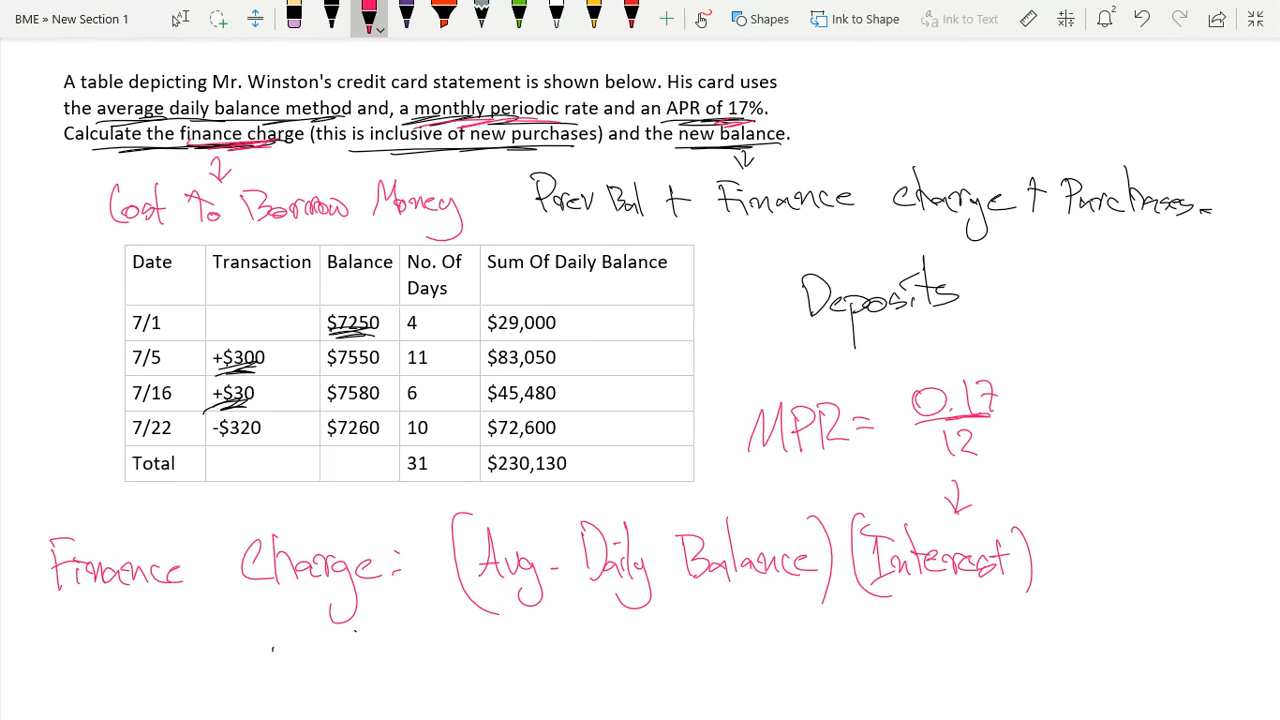 BME » New Section 1
Shapes
Ink to Shape
Ink to Text
A table depicting Mr. Winston's credit card statement is shown below. His card uses
the average daily balance method and, a monthly periodic rate and an APR of 17%.
Calculate the finance charge (this is inclusive of new purchases) and the new balance.
Cost To Borrow Money
Prev Bal + Finance charge + Purchases -
Deposits
Date Transaction Balance No. Of Days Sum Of Daily Balance
7/1 $7250 4 $29,000
7/5 +$300 $7550 11 $83,050
7/16 +$30 $7580 6 $45,480
7/22 -$320 $7260 10 $72,600
Total 31 $230,130
MPR = 0.17
12
Finance Charge: (Avg. Daily Balance) (Interest)